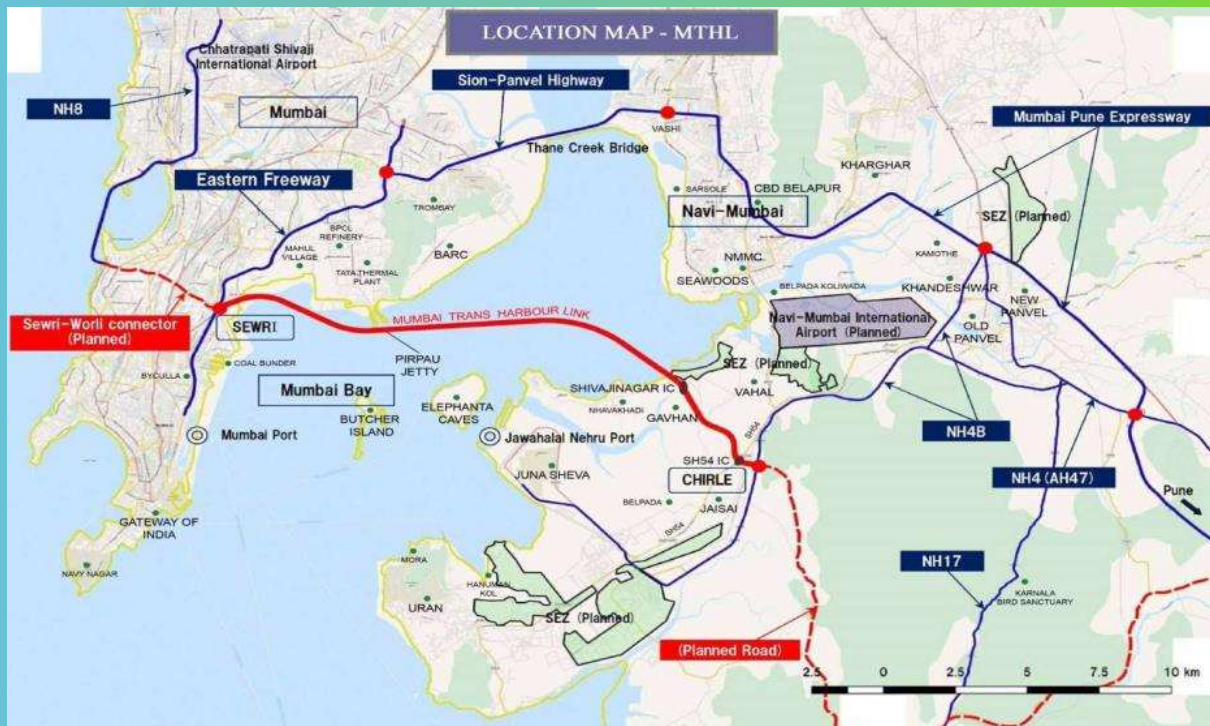 LOCATION MAP - MTHL
Chhatrapati Shivaji
International Airport
Sion-Panvel Highway
NH8
Mumbai
Mumbai Pune Expressway
VASHI
Thane Creek Bridge
KHARGHAR
Eastern Freeway
SARSOLE
CBD BELAPUR
TROMBAY
Navi-Mumbai
SEZ (Planned)
BPCL
REFINERY
MAHUL
VILLAGE
BARC
KAMOTHE
TATA THERMAL
PLANT
NMMC
SEAWOODS
KHANDESHWAR
BELPADA KOLIWADA
NEW
PANVEL
Sewri-Worli connector
(Planned)
SEWRI
MUMBAI TRANS HARBOUR LINK
Navi-Mumbai International
Airport (Planned)
OLD
PANVEL
PIRPAU
JETTY
COAL BUNDER
SEZ (Planned)
BYCULLA
Mumbai Bay
SHIVAJINAGAR IC
VAHAL
ELEPHANTA
CAVES
NHAVAKHADI
GAVHAN
BUTCHER
ISLAND
Mumbai Port
Jawahalal Nehru Port
SH54
NH4B
SH54 IC
JUNA SHEVA
CHIRLE
NH4 (AH47)
Pune
BELPADA
JAISAI
GATEWAY OF
INDIA
SH54
MORA
NAVY NAGAR
HANUMAN
KOL
NH17
KARNALA
BIRD SANCTUARY
URAN
SEZ (Planned)
(Planned Road)
2.5 0 2.5 5 7.5 10 km